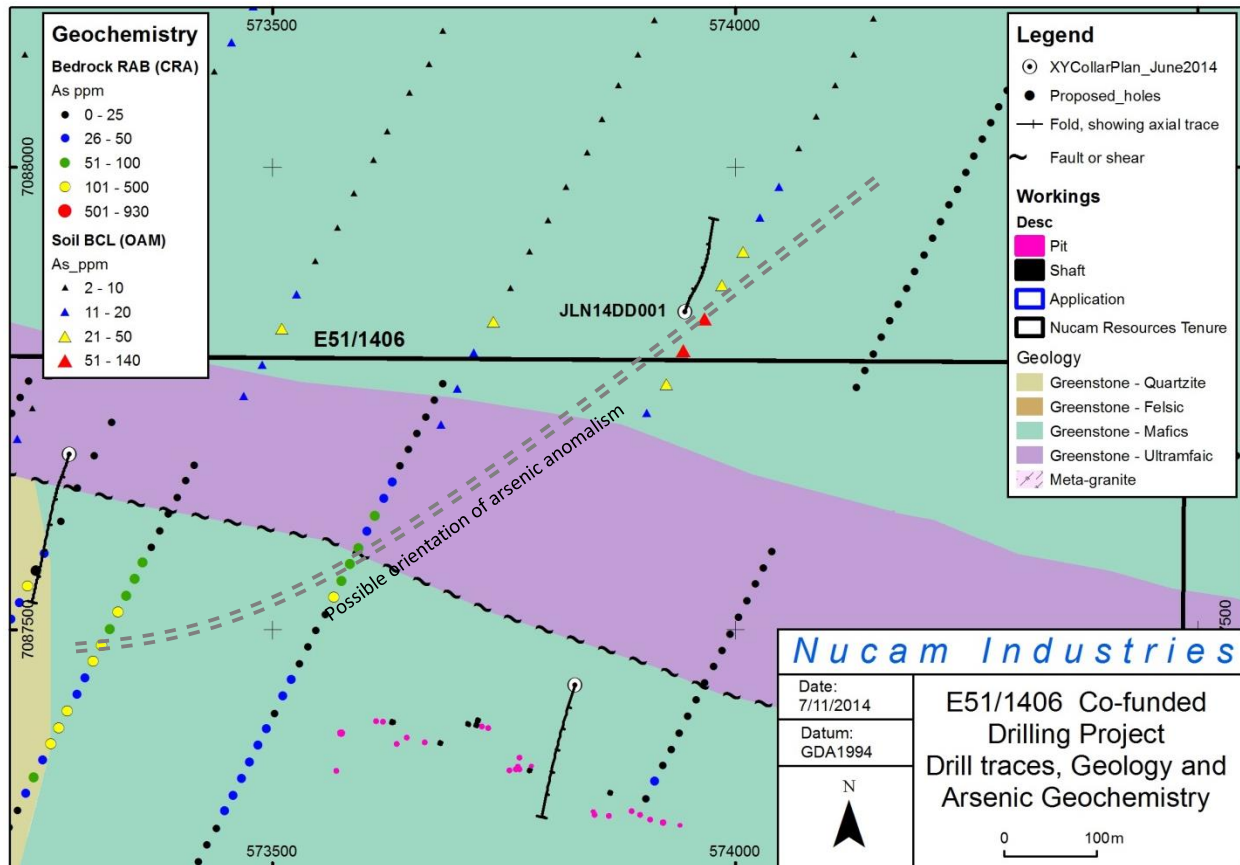 573500
574000
Geochemistry
Bedrock RAB (CRA)
As ppm
0 - 25
26 - 50
51 - 100
101 - 500
501 - 930
Soil BCL (OAM)
As_ppm
2 - 10
11 - 20
21 - 50
51 - 140
Legend
XYCollarPlan_June2014
Proposed_holes
Fold, showing axial trace
Fault or shear
Workings
Desc
Pit
Shaft
Application
Nucam Resources Tenure
Geology
Greenstone - Quartzite
Greenstone - Felsic
Greenstone - Mafics
Greenstone - Ultramfaic
Meta-granite
7088000
JLN14DD001
E51/1406
Possible orientation of arsenic anomalism
7087500
7500
Nucam Industries
Date:
7/11/2014
Datum:
GDA1994
N
E51/1406 Co-funded
Drilling Project
Drill traces, Geology and
Arsenic Geochemistry
0 100m
573500
574000